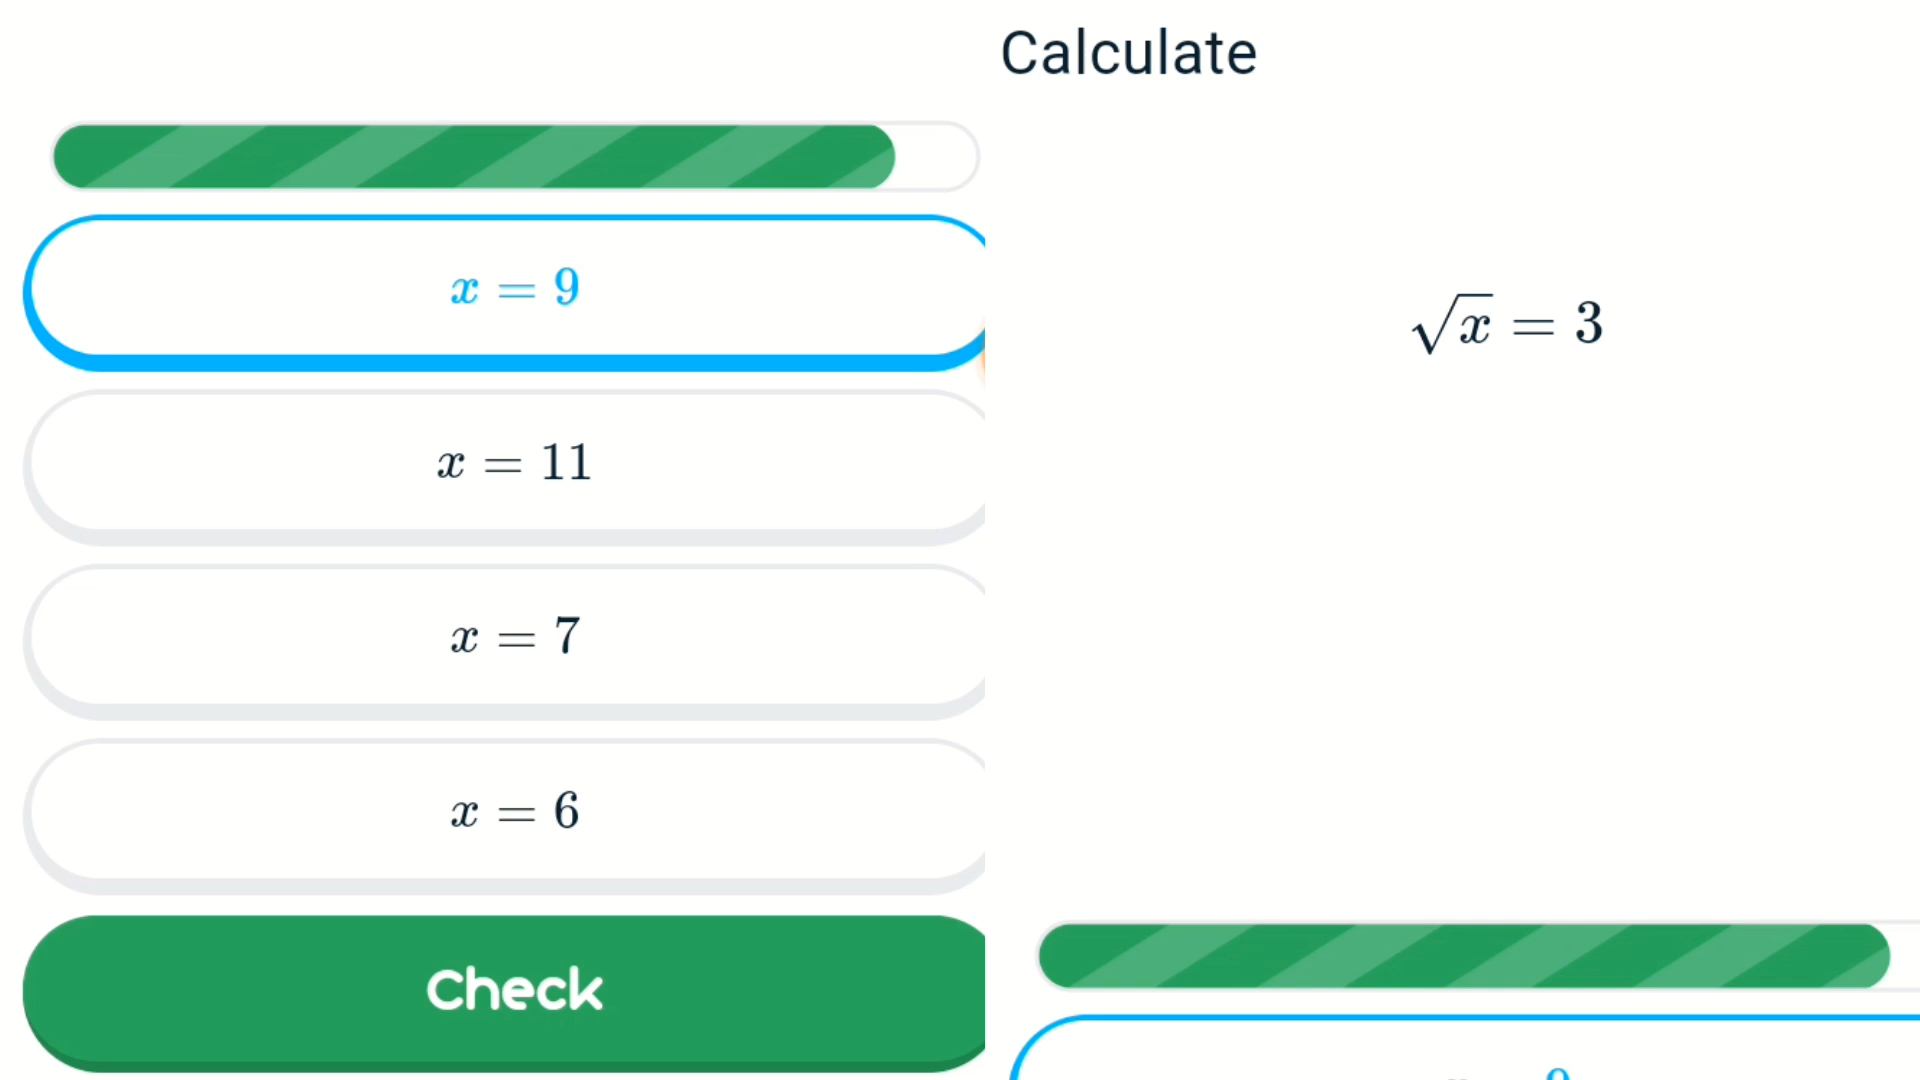 x = 9
x = 11
x = 7
x = 6
Check
Calculate
√x = 3